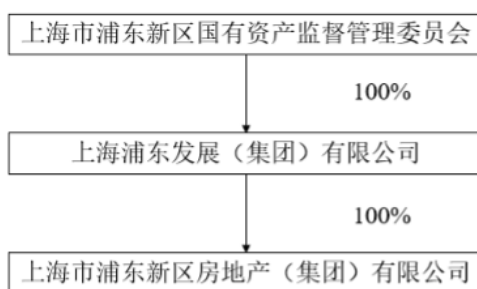 上海市浦东新区国有资产监督管理委员会
100%
上海浦东发展（集团）有限公司
100%
上海市浦东新区房地产（集团）有限公司